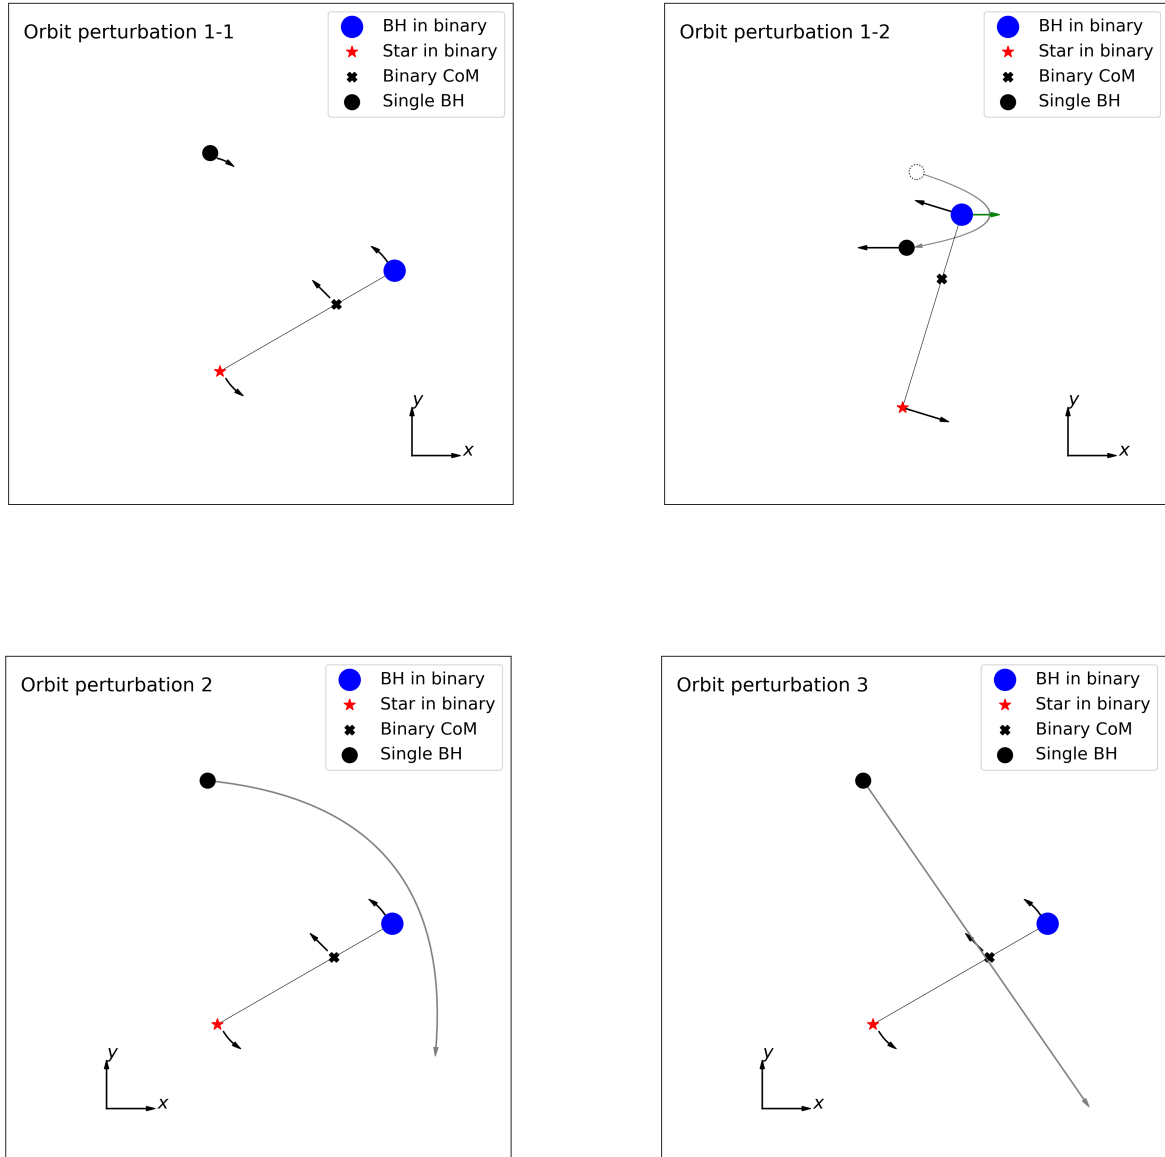 Orbit perturbation 1-1
BH in binary
Star in binary
Binary CoM
Single BH
y
x
Orbit perturbation 1-2
BH in binary
Star in binary
Binary CoM
Single BH
y
x
Orbit perturbation 2
BH in binary
Star in binary
Binary CoM
Single BH
y
x
Orbit perturbation 3
BH in binary
Star in binary
Binary CoM
Single BH
y
x